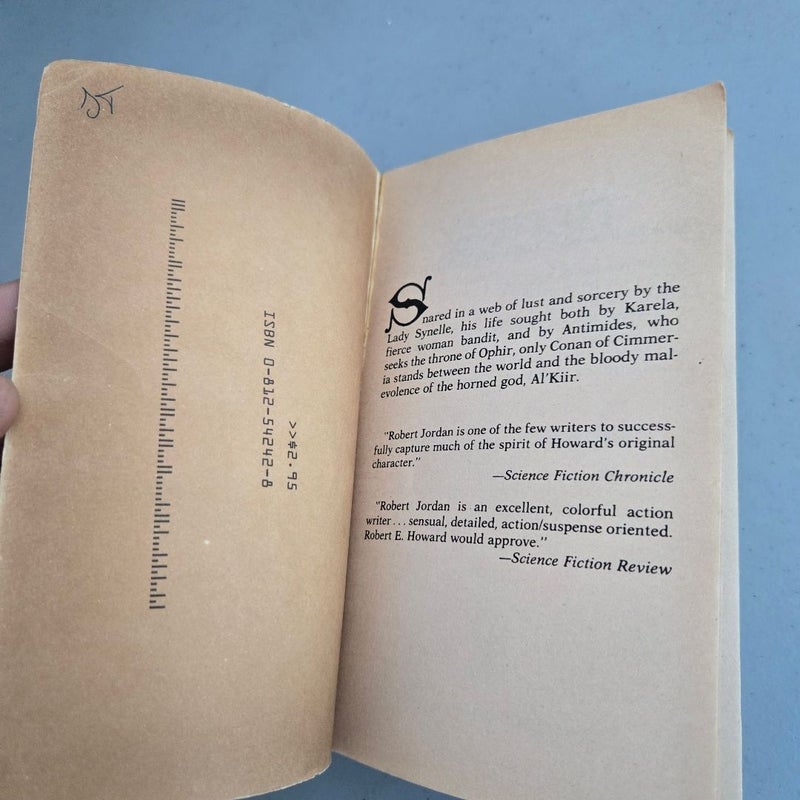 ISBN 0-812-54242-8
>>$2.95
Snared in a web of lust and sorcery by the
Lady Synelle, his life sought both by Karela,
fierce woman bandit, and by Antimides, who
seeks the throne of Ophir, only Conan of Cimmer-
ia stands between the world and the bloody mal-
evolence of the horned god, Al'Kiir.
"Robert Jordan is one of the few writers to success-
fully capture much of the spirit of Howard's original
character."
—Science Fiction Chronicle
"Robert Jordan is an excellent, colorful action
writer . . . sensual, detailed, action/suspense oriented.
Robert E. Howard would approve."
—Science Fiction Review